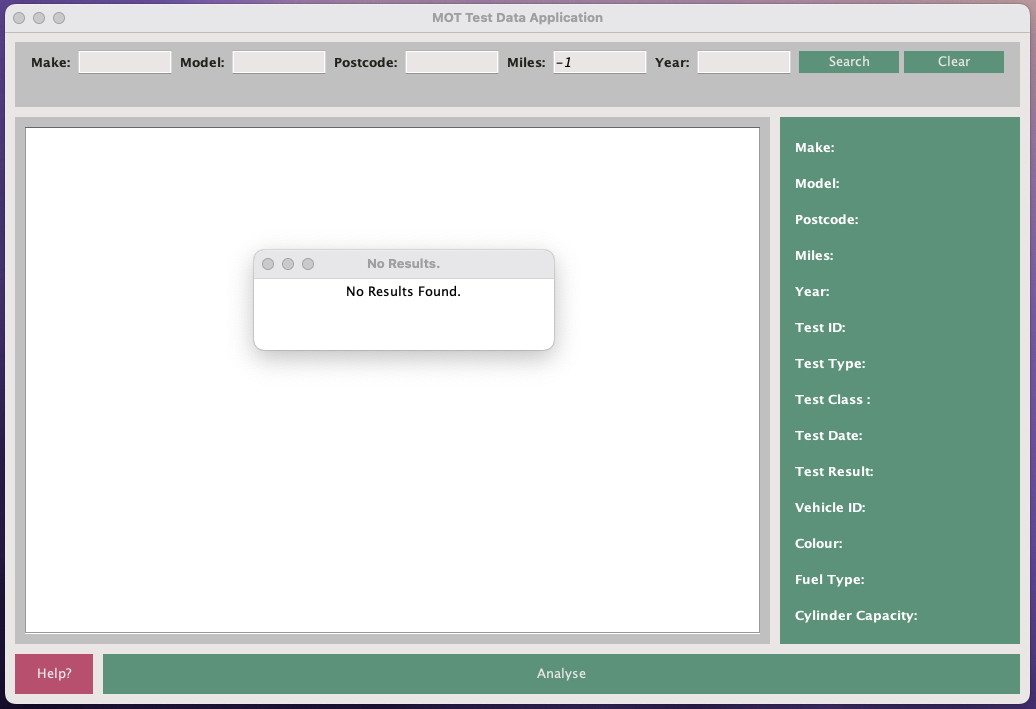 MOT Test Data Application
Make: Model: Postcode: Miles: -1 Year: Search Clear
No Results.
No Results Found.
Make:
Model:
Postcode:
Miles:
Year:
Test ID:
Test Type:
Test Class :
Test Date:
Test Result:
Vehicle ID:
Colour:
Fuel Type:
Cylinder Capacity:
Help? Analyse